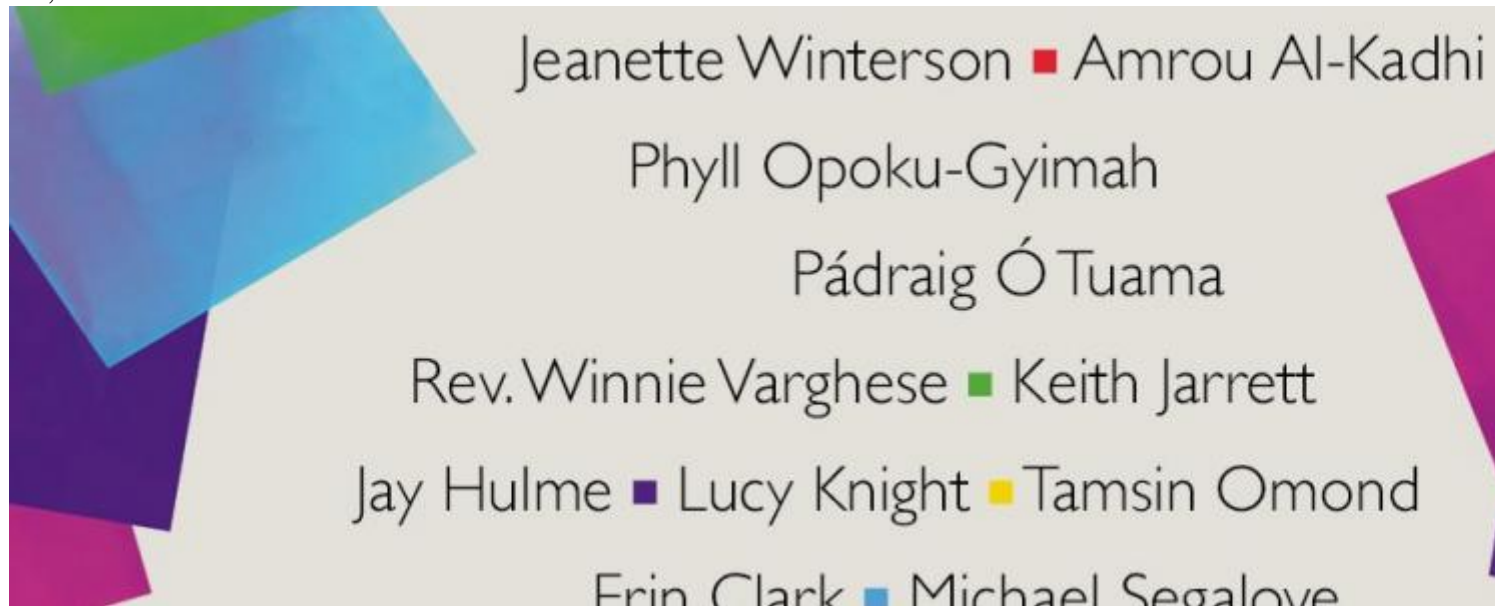 Jeanette Winterson ■ Amrou Al-Kadhi
Phyll Opoku-Gyimah
Pádraig Ó Tuama
Rev. Winnie Varghese ■ Keith Jarrett
Jay Hulme ■ Lucy Knight ■ Tamsin Omond
Erin Clark ■ Michael Segalove